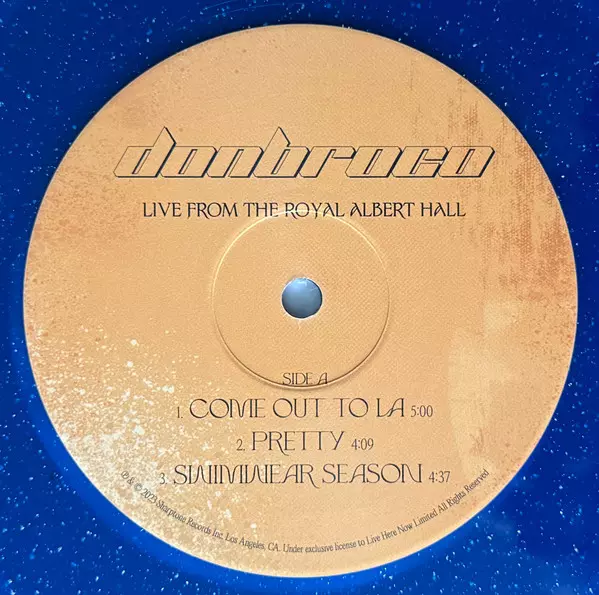 donbroco
LIVE FROM THE ROYAL ALBERT HALL
SIDE A
1. COME OUT TO LA 5:00
2. PRETTY 4:09
3. SWIMWEAR SEASON 4:37
℗ & © 2023 Sharptone Records Inc. Los Angeles, CA. Under exclusive license to Live Here Now Limited All Rights Reserved